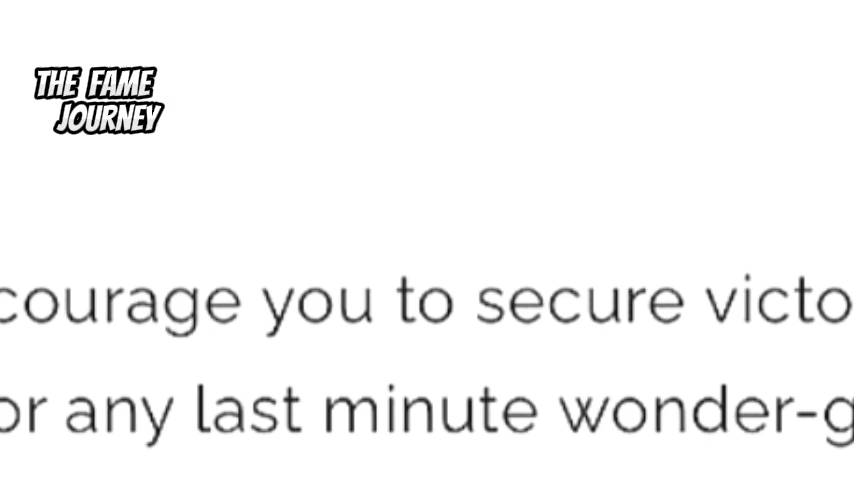 THE FAME
JOURNEY
courage you to secure victo
or any last minute wonder-g